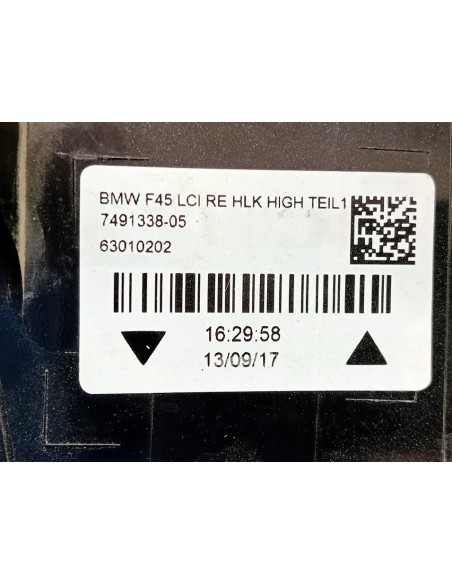 BMW F45 LCI RE HLK HIGH TEIL1
7491338-05
63010202
16:29:58
13/09/17